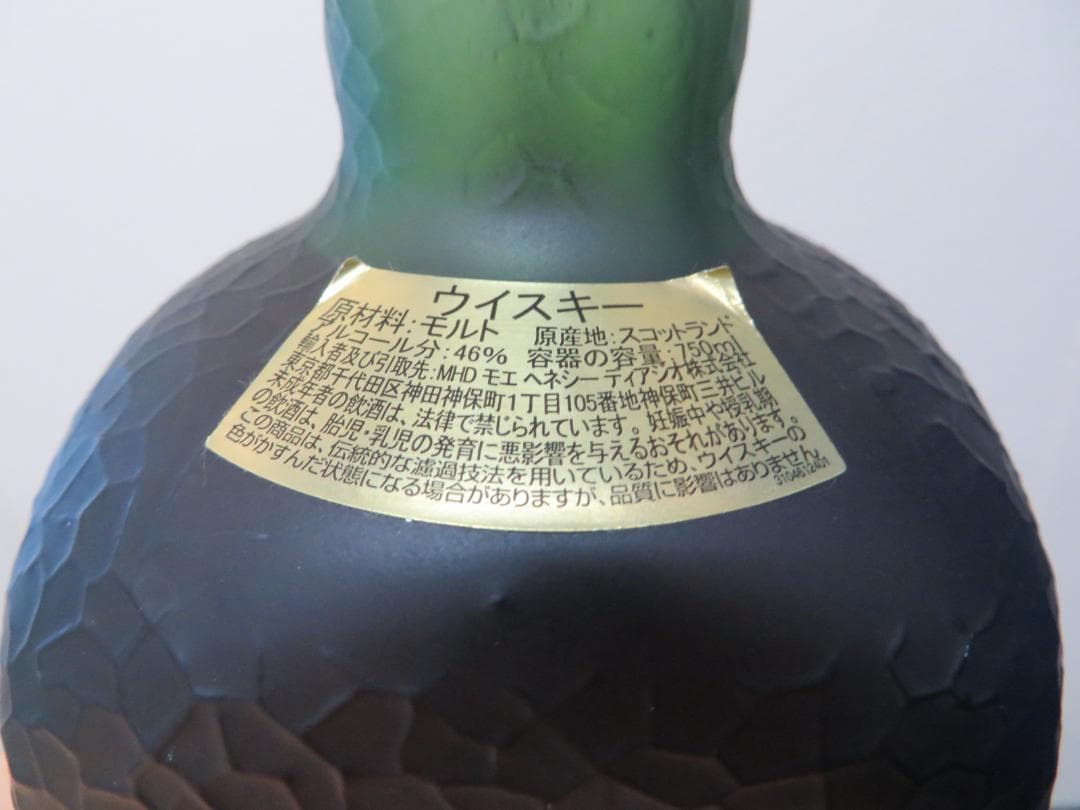 ウイスキー
原材料：モルト 原産地：スコットランド
アルコール分：46% 容器の容量：750ml
輸入者及び引取先：MHD モエ ヘネシー ディアジオ株式会社
東京都千代田区神田神保町1丁目105番地神保町三井ビル
未成年者の飲酒は、法律で禁じられています。妊娠中や授乳期
の飲酒は、胎児・乳児の発育に悪影響を与えるおそれがあります。
この商品は、伝統的な濾過技法を用いているため、ウイスキーの
色がかすんだ状態になる場合がありますが、品質に影響はありません。